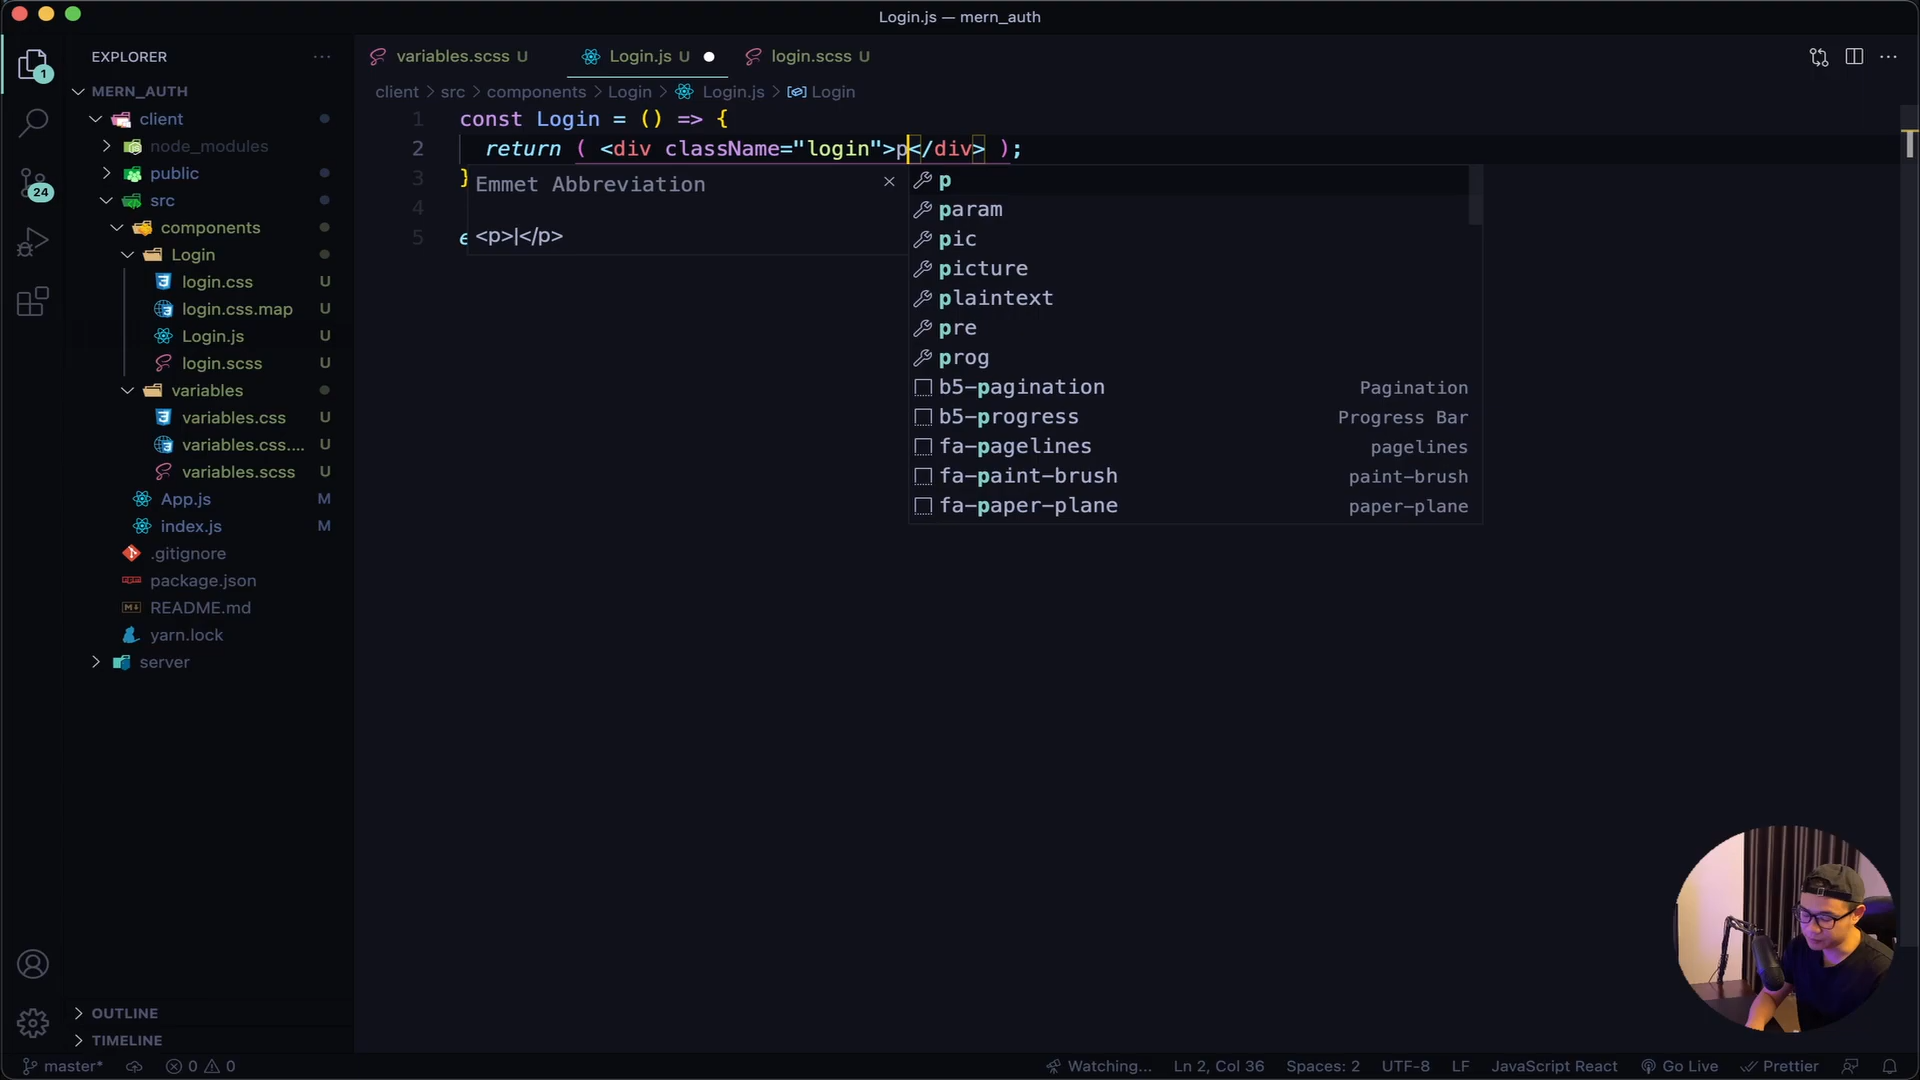 Login.js — mern_auth
EXPLORER
variables.scss U
Login.js U
login.scss U
1
client > src > components > Login > Login.js > Login
MERN_AUTH
client
node_modules
public
src
components
Login
login.css U
login.css.map U
Login.js U
login.scss U
variables
variables.css U
variables.css.... U
variables.scss U
App.js M
index.js M
.gitignore
package.json
README.md
yarn.lock
server
24
1 const Login = () => {
2 return ( <div className="login">p</div> );
3 }
4
5 e
Emmet Abbreviation
<p>|</p>
p
param
pic
picture
plaintext
pre
prog
b5-pagination Pagination
b5-progress Progress Bar
fa-pagelines pagelines
fa-paint-brush paint-brush
fa-paper-plane paper-plane
OUTLINE
TIMELINE
master* 0 0 Watching... Ln 2, Col 36 Spaces: 2 UTF-8 LF JavaScript React Go Live Prettier